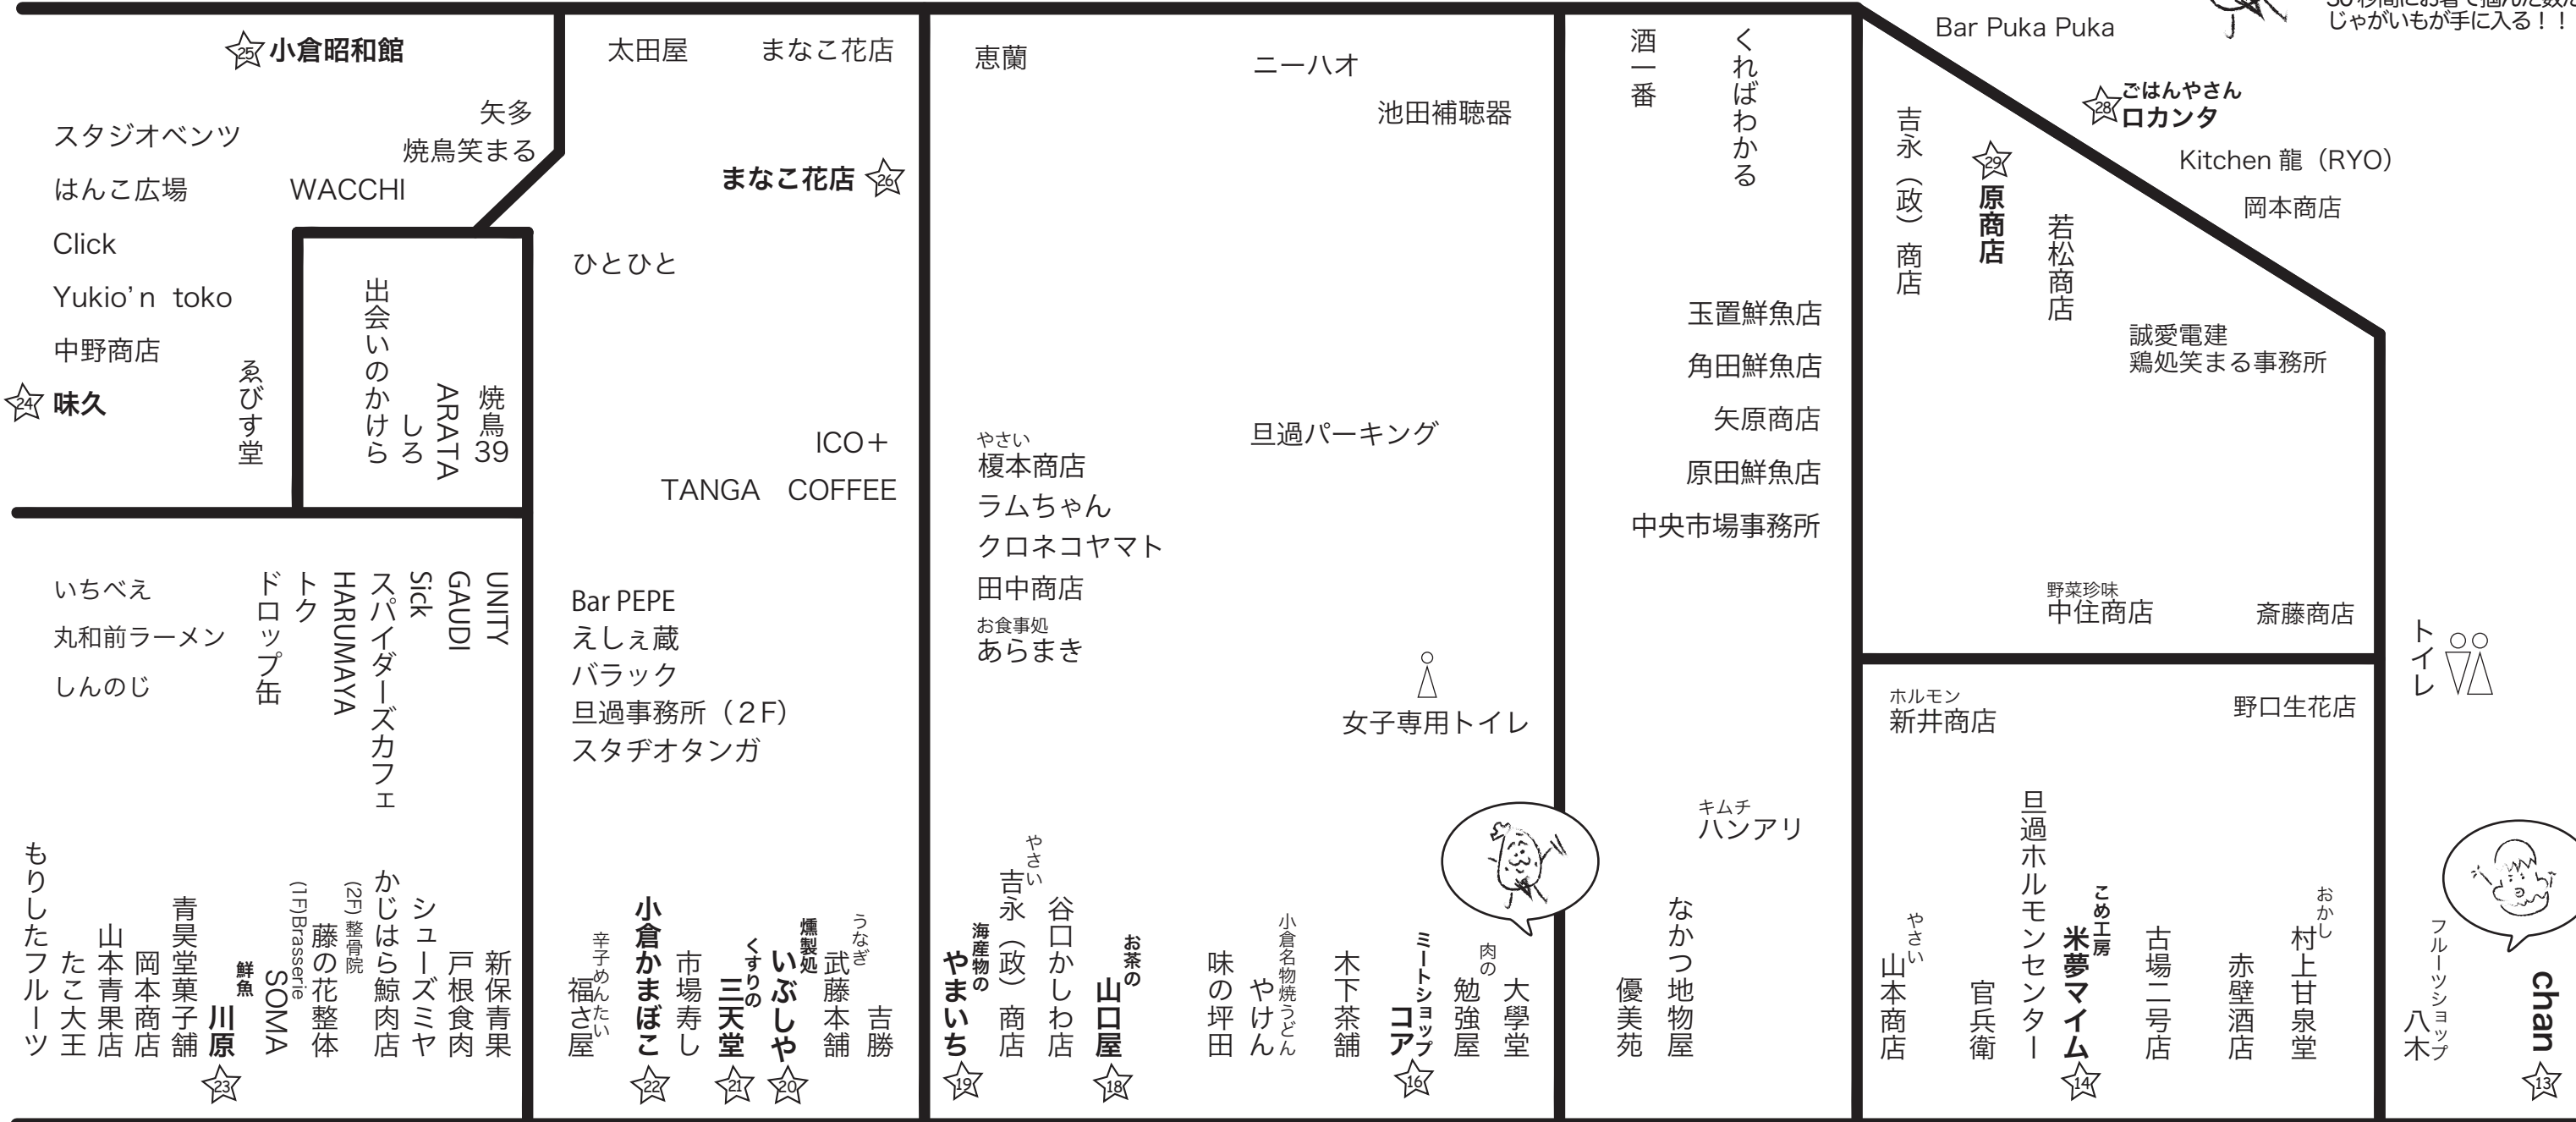 25 小倉昭和館
矢多
焼鳥笑まる
スタジオベンツ
はんこ広場
WACCHI
Click
Yukio’n toko
中野商店
24 味久
ゑびす堂
出会いのかけら
しろ
ARATA
焼鳥39
いちべえ
丸和前ラーメン
しんのじ
ドロップ缶
トク
HARUMAYA
スパイダーズカフェ
Sick
GAUDI
UNITY
もりしたフルーツ
たこ大王
山本青果店
岡本商店
青昊堂菓子舗
鮮魚
川原 23
SOMA
(1F)Brasserie
藤の花整体
(2F) 整骨院
かじはら鯨肉店
シューズミヤ
戸根食肉
新保青果
太田屋
まなこ花店
まなこ花店 26
ひとひと
ICO＋
TANGA COFFEE
Bar PEPE
えしぇ蔵
バラック
旦過事務所（２F）
スタヂオタンガ
辛子めんたい
福さ屋
小倉かまぼこ 22
市場寿し
くすりの
三天堂 21
燻製処
いぶしや 20
うなぎ
武藤本舗
吉勝
恵蘭
ニーハオ
池田補聴器
旦過パーキング
やさい
榎本商店
ラムちゃん
クロネコヤマト
田中商店
お食事処
あらまき
女子専用トイレ
海産物の
やまいち 19
やさい
吉永（政）商店
谷口かしわ店
お茶の
山口屋 18
味の坪田
小倉名物焼うどん
やけん
木下茶舗
ミートショップ
コア 16
肉の
勉強屋
大學堂
酒一番
くればわかる
玉置鮮魚店
角田鮮魚店
矢原商店
原田鮮魚店
中央市場事務所
キムチ
ハンアリ
優美苑
なかつ地物屋
Bar Puka Puka
じゃがいもが手に入る！！
28 ごはんやさん
ロカンタ
Kitchen 龍（RYO）
岡本商店
吉永（政）商店
29 原商店
若松商店
誠愛電建
鶏処笑まる事務所
野菜珍味
中住商店
斎藤商店
トイレ
ホルモン
新井商店
野口生花店
やさい
山本商店
官兵衛
旦過ホルモンセンター
こめ工房
米夢マイム 14
古場二号店
赤壁酒店
おかし
村上甘泉堂
フルーツショップ
八木
chan 13